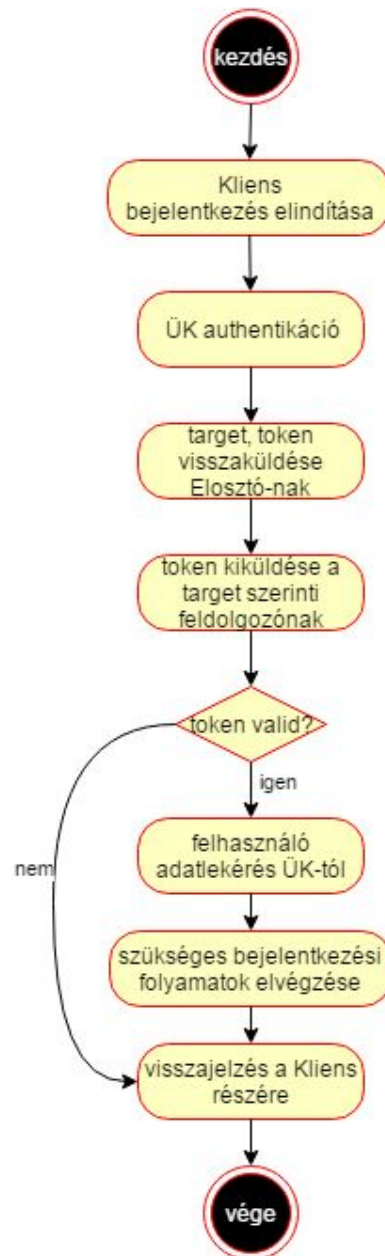 kezdés
Kliens
bejelentkezés elindítása
ÜK authentikáció
target, token
visszaküldése
Elosztó-nak
token kiküldése a
target szerinti
feldolgozónak
token valid?
igen
nem
felhasználó
adatlekérés ÜK-tól
szükséges bejelentkezési
folyamatok elvégzése
visszajelzés a Kliens
részére
vége